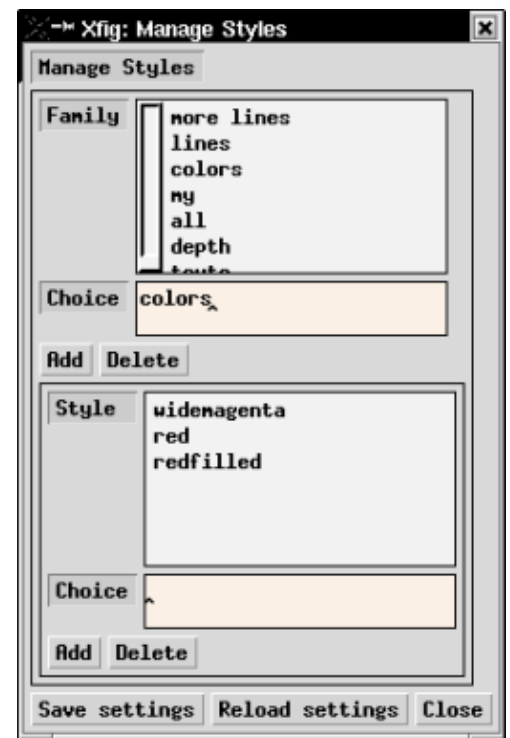 Xfig: Manage Styles
Manage Styles
Family
more lines
lines
colors
my
all
depth
Choice
colors
Add Delete
Style
widemagenta
red
redfilled
Choice
Add Delete
Save settings Reload settings Close